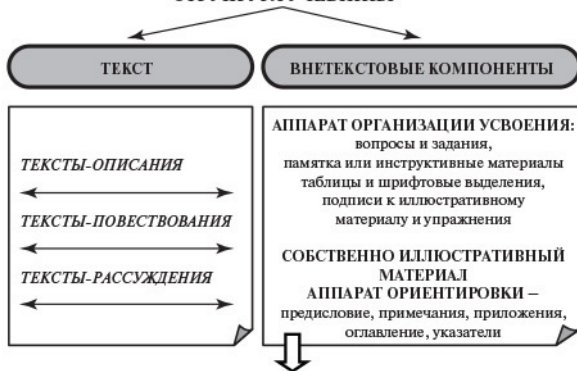 ТЕКСТ
ВНЕТЕКСТОВЫЕ КОМПОНЕНТЫ
ТЕКСТЫ-ОПИСАНИЯ
ТЕКСТЫ-ПОВЕСТВОВАНИЯ
ТЕКСТЫ-РАССУЖДЕНИЯ
АППАРАТ ОРГАНИЗАЦИИ УСВОЕНИЯ:
вопросы и задания,
памятка или инструктивные материалы
таблицы и шрифтовые выделения,
подписи к иллюстративному
материалу и упражнения
СОБСТВЕННО ИЛЛЮСТРАТИВНЫЙ
МАТЕРИАЛ
АППАРАТ ОРИЕНТИРОВКИ –
предисловие, примечания, приложения,
оглавление, указатели